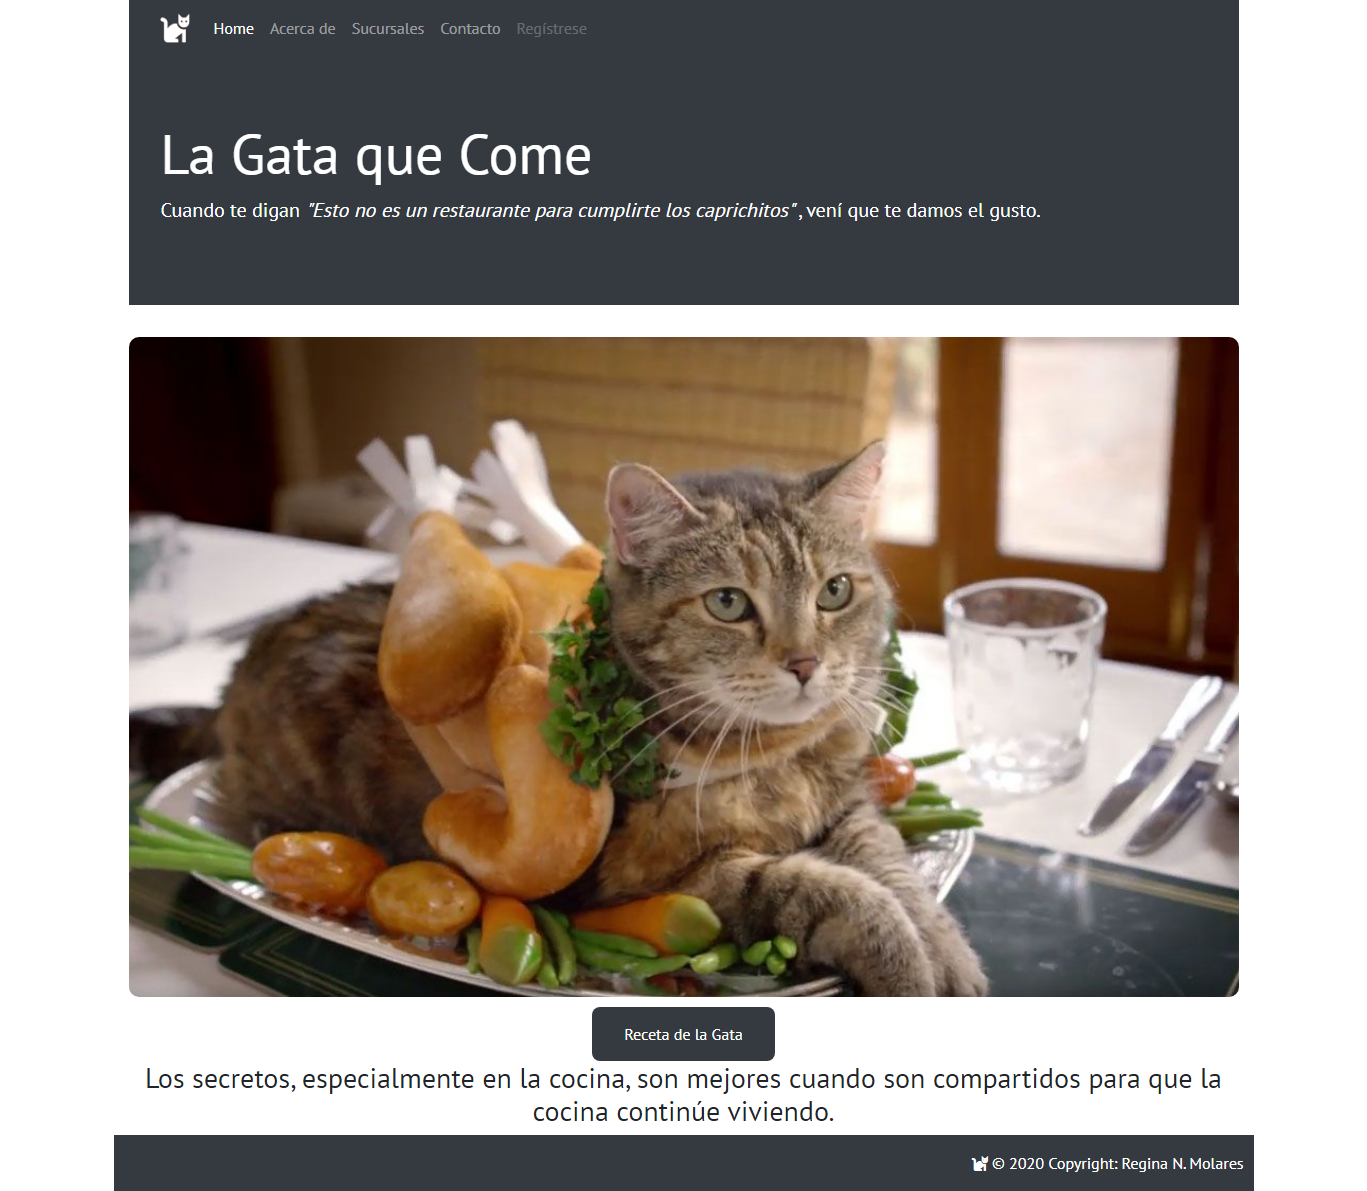 Home Acerca de Sucursales Contacto Regístrese
La Gata que Come
Cuando te digan "Esto no es un restaurante para cumplirte los caprichitos" , vení que te damos el gusto.
Receta de la Gata
Los secretos, especialmente en la cocina, son mejores cuando son compartidos para que la
cocina continúe viviendo.
© 2020 Copyright: Regina N. Molares